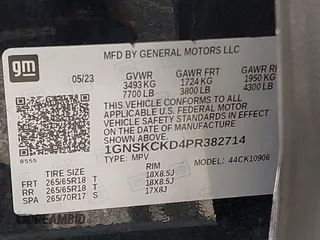 MFD BY GENERAL MOTORS LLC
gm
05/23 GVWR GAWR FRT GAWR RR
3493 KG 1724 KG 1950 KG
7700 LB 3800 LB 4300 LB
THIS VEHICLE CONFORMS TO ALL
APPLICABLE U.S. FEDERAL MOTOR
VEHICLE SAFETY STANDARDS IN EFFECT
ON THE DATE OF MANUFACTURE
SHOWN ABOVE.
1GNSKCKD4PR382714
8555 TYPE: MPV MODEL: 44CK10906
TIRE SIZE RIM
FRT 265/65R18 T 18X8.5J
RR 265/65R18 T 18X8.5J
SPA 265/70R17 S 17X8J
DREAMBID